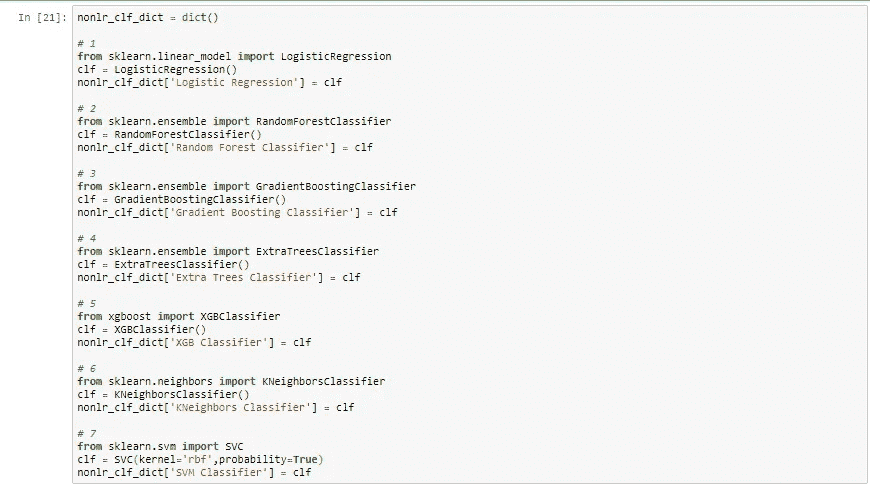 In [21]: nonlr_clf_dict = dict()
# 1
from sklearn.linear_model import LogisticRegression
clf = LogisticRegression()
nonlr_clf_dict['Logistic Regression'] = clf
# 2
from sklearn.ensemble import RandomForestClassifier
clf = RandomForestClassifier()
nonlr_clf_dict['Random Forest Classifier'] = clf
# 3
from sklearn.ensemble import GradientBoostingClassifier
clf = GradientBoostingClassifier()
nonlr_clf_dict['Gradient Boosting Classifier'] = clf
# 4
from sklearn.ensemble import ExtraTreesClassifier
clf = ExtraTreesClassifier()
nonlr_clf_dict['Extra Trees Classifier'] = clf
# 5
from xgboost import XGBClassifier
clf = XGBClassifier()
nonlr_clf_dict['XGB Classifier'] = clf
# 6
from sklearn.neighbors import KNeighborsClassifier
clf = KNeighborsClassifier()
nonlr_clf_dict['KNeighbors Classifier'] = clf
# 7
from sklearn.svm import SVC
clf = SVC(kernel='rbf',probability=True)
nonlr_clf_dict['SVM Classifier'] = clf